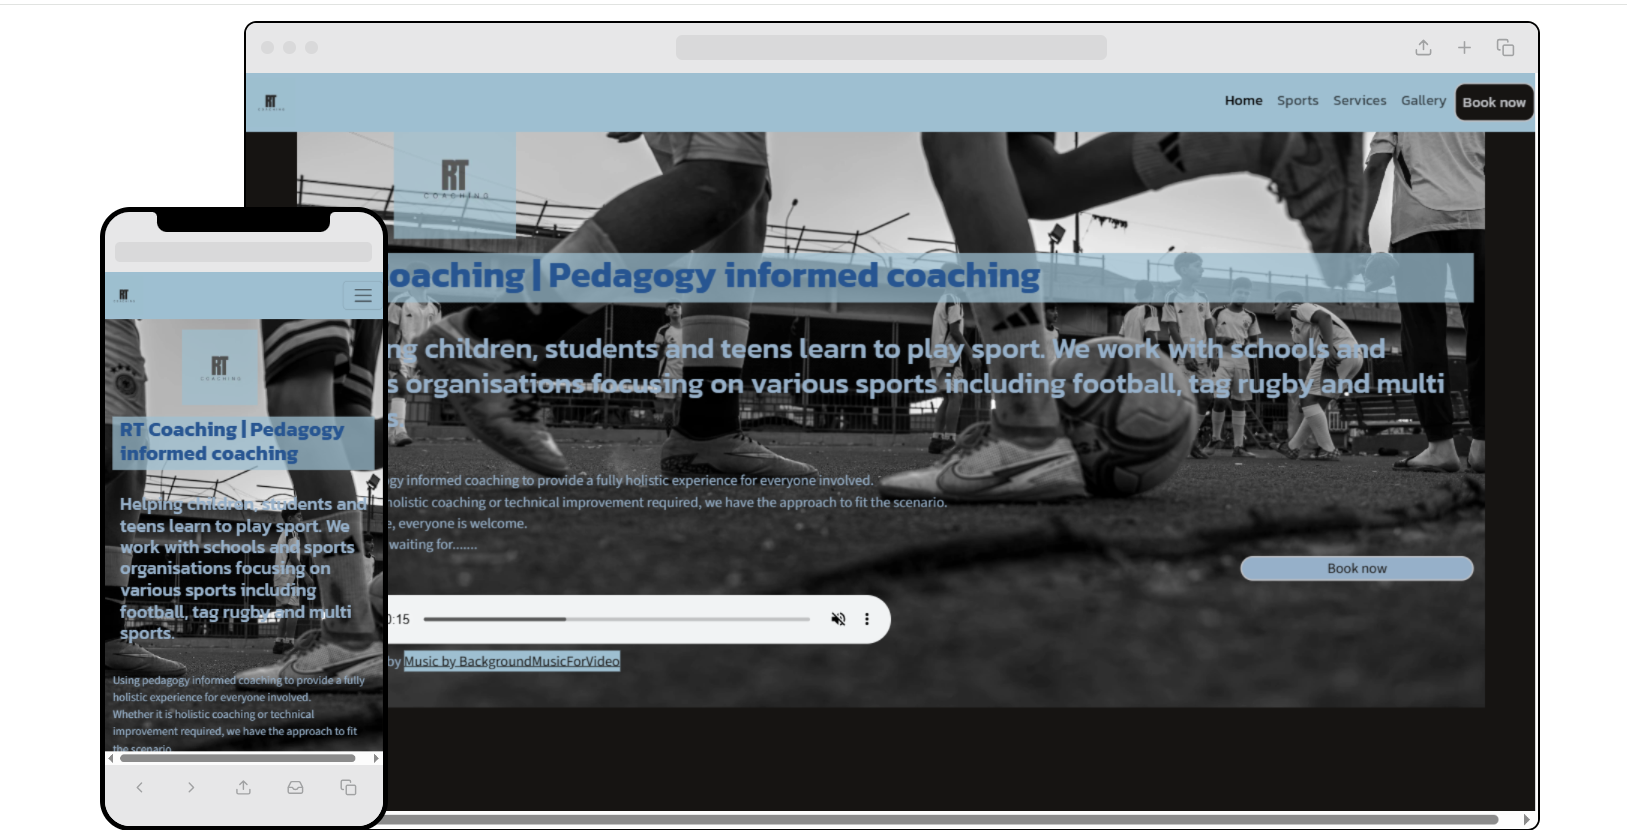 RT
COACHING
Home Sports Services Gallery Book now
RT
COACHING
oaching | Pedagogy informed coaching
ng children, students and teens learn to play sport. We work with schools and
s organisations focusing on various sports including football, tag rugby and multi
s.
gy informed coaching to provide a fully holistic experience for everyone involved.
holistic coaching or technical improvement required, we have the approach to fit the scenario.
e, everyone is welcome.
waiting for.......
Book now
0:15
by Music by BackgroundMusicForVideo
RT
COACHING
RT
COACHING
RT Coaching | Pedagogy
informed coaching
Helping children, students and
teens learn to play sport. We
work with schools and sports
organisations focusing on
various sports including
football, tag rugby and multi
sports.
Using pedagogy informed coaching to provide a fully
holistic experience for everyone involved.
Whether it is holistic coaching or technical
improvement required, we have the approach to fit
the scenario.